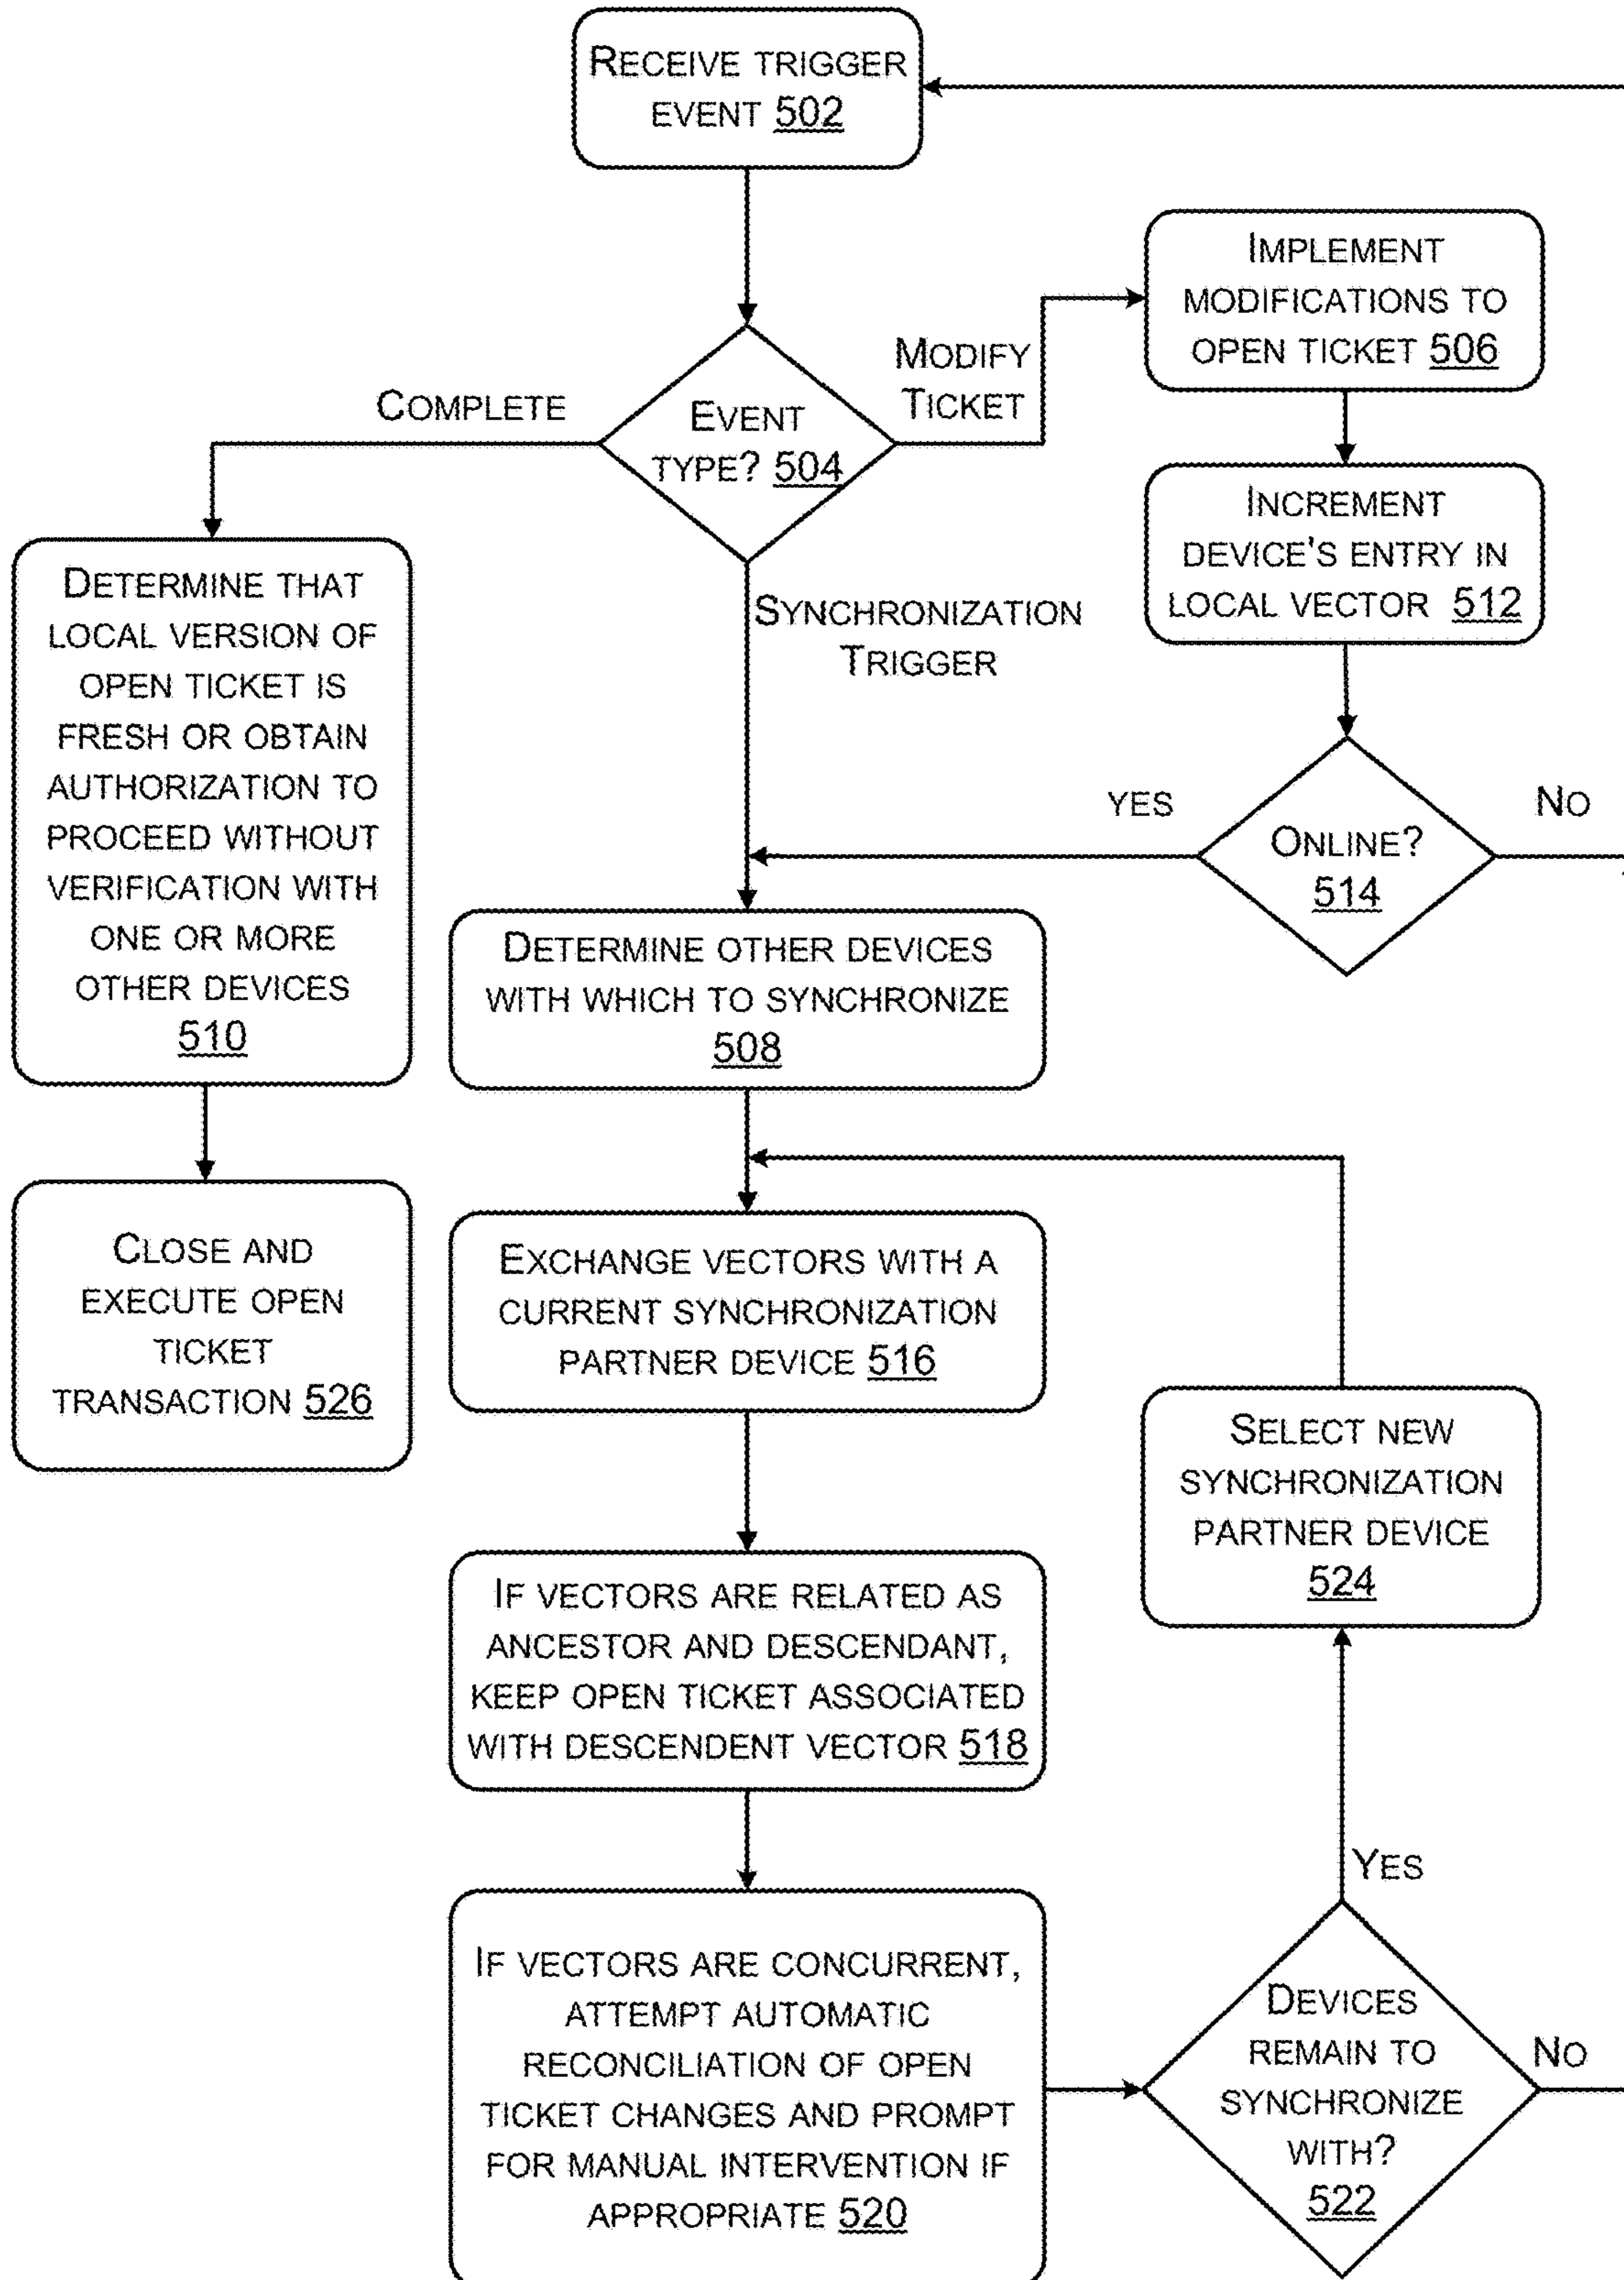 RECEIVE TRIGGER
EVENT 502
IMPLEMENT
MODIFICATIONS TO
OPEN TICKET 506
MODIFY
TICKET
COMPLETE
EVENT
TYPE? 504
INCREMENT
DEVICE'S ENTRY IN
LOCAL VECTOR 512
SYNCHRONIZATION
TRIGGER
DETERMINE THAT
LOCAL VERSION OF
OPEN TICKET IS
FRESH OR OBTAIN
AUTHORIZATION TO
PROCEED WITHOUT
VERIFICATION WITH
ONE OR MORE
OTHER DEVICES
510
YES
ONLINE?
514
NO
DETERMINE OTHER DEVICES
WITH WHICH TO SYNCHRONIZE
508
CLOSE AND
EXECUTE OPEN
TICKET
TRANSACTION 526
EXCHANGE VECTORS WITH A
CURRENT SYNCHRONIZATION
PARTNER DEVICE 516
SELECT NEW
SYNCHRONIZATION
PARTNER DEVICE
524
IF VECTORS ARE RELATED AS
ANCESTOR AND DESCENDANT,
KEEP OPEN TICKET ASSOCIATED
WITH DESCENDENT VECTOR 518
YES
IF VECTORS ARE CONCURRENT,
ATTEMPT AUTOMATIC
RECONCILIATION OF OPEN
TICKET CHANGES AND PROMPT
FOR MANUAL INTERVENTION IF
APPROPRIATE 520
DEVICES
REMAIN TO
SYNCHRONIZE
WITH?
522
NO